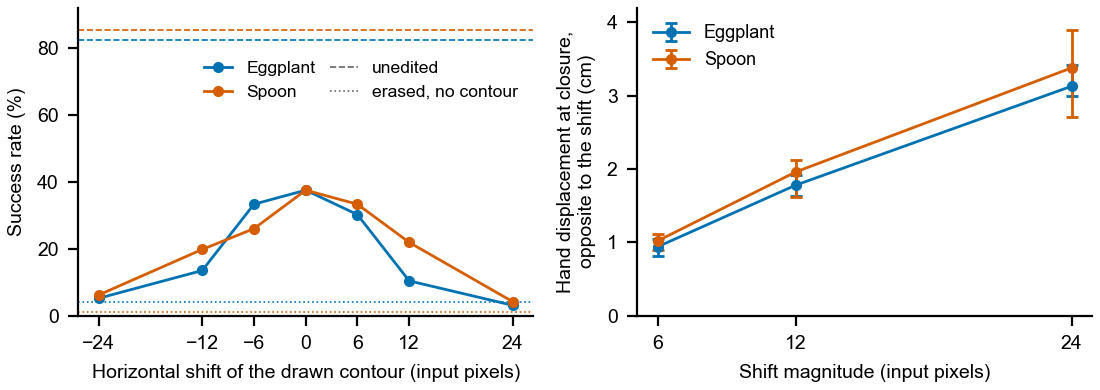 Success rate (%)
80
60
40
20
0
Eggplant
Spoon
unedited
erased, no contour
−24
−12
−6
0
6
12
24
Horizontal shift of the drawn contour (input pixels)
Hand displacement at closure,
opposite to the shift (cm)
4
3
2
1
0
Eggplant
Spoon
6
12
24
Shift magnitude (input pixels)